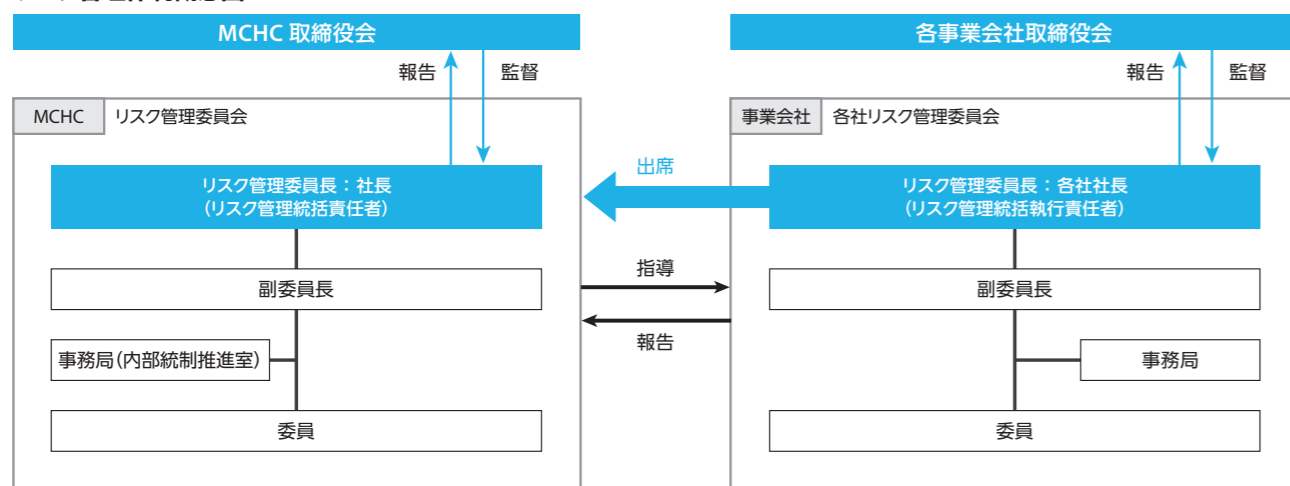 MCHC 取締役会
各事業会社取締役会
報告
監督
報告
監督
MCHC
リスク管理委員会
事業会社
各社リスク管理委員会
リスク管理委員長：社長
（リスク管理統括責任者）
出席
リスク管理委員長：各社社長
（リスク管理統括執行責任者）
副委員長
指導
副委員長
報告
事務局（内部統制推進室）
事務局
委員
委員